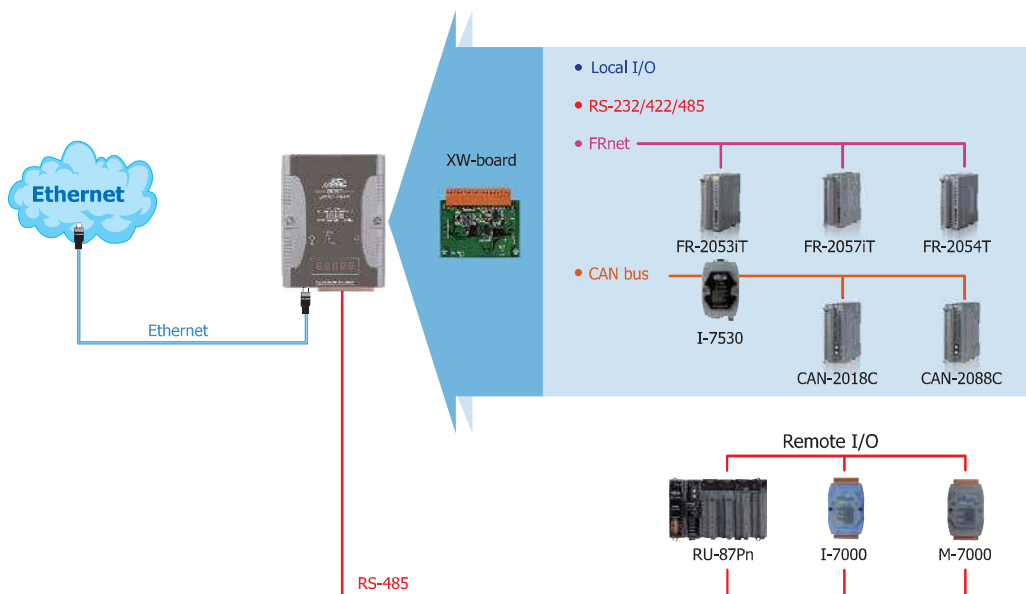 Local I/O
RS-232/422/485
FRnet
XW-board
Ethernet
FR-2053iT
FR-2057iT
FR-2054T
CAN bus
Ethernet
I-7530
CAN-2018C
CAN-2088C
Remote I/O
RU-87Pn
I-7000
M-7000
RS-485